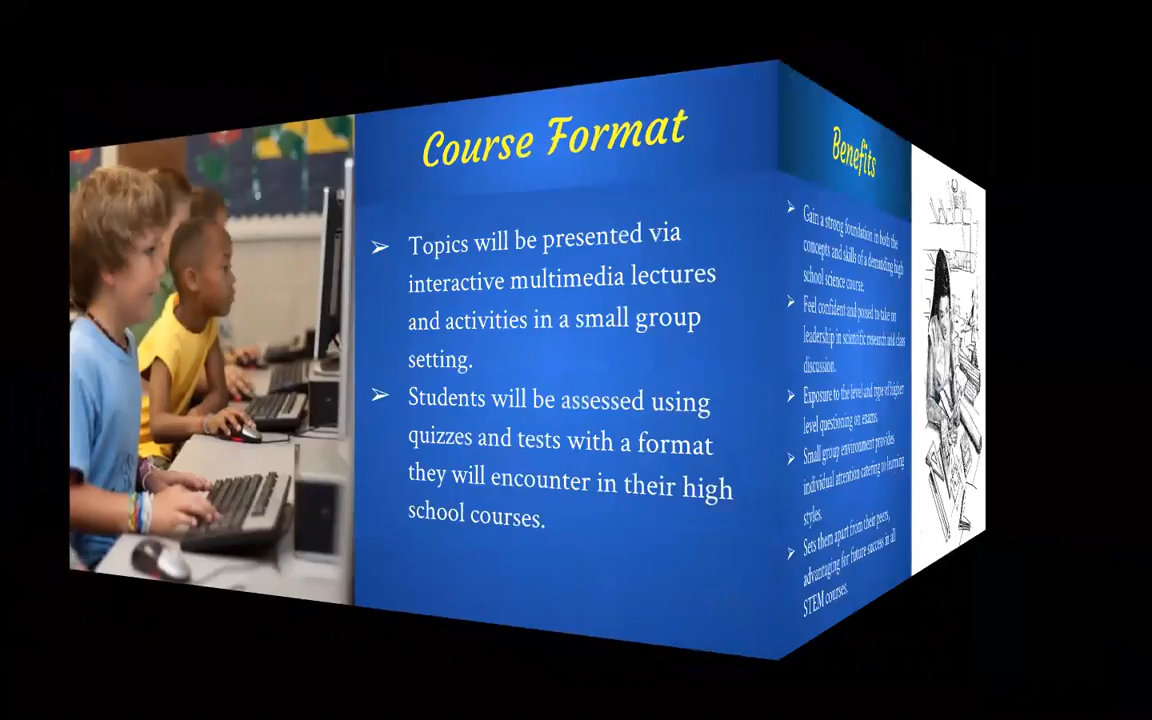 Course Format
Topics will be presented via
interactive multimedia lectures
and activities in a small group
setting.
Students will be assessed using
quizzes and tests with a format
they will encounter in their high
school courses.
Benefits
Gain a strong foundation in both the
concepts and skills of a demanding high
school science course.
Feel confident and poised to take on
leadership in scientific research and class
discussion.
Exposure to the level and type of higher
level questioning on exams.
Small group environment provides
individual attention catering to learning
styles.
Sets them apart from their peers,
advantaging for future success in all
STEM courses.